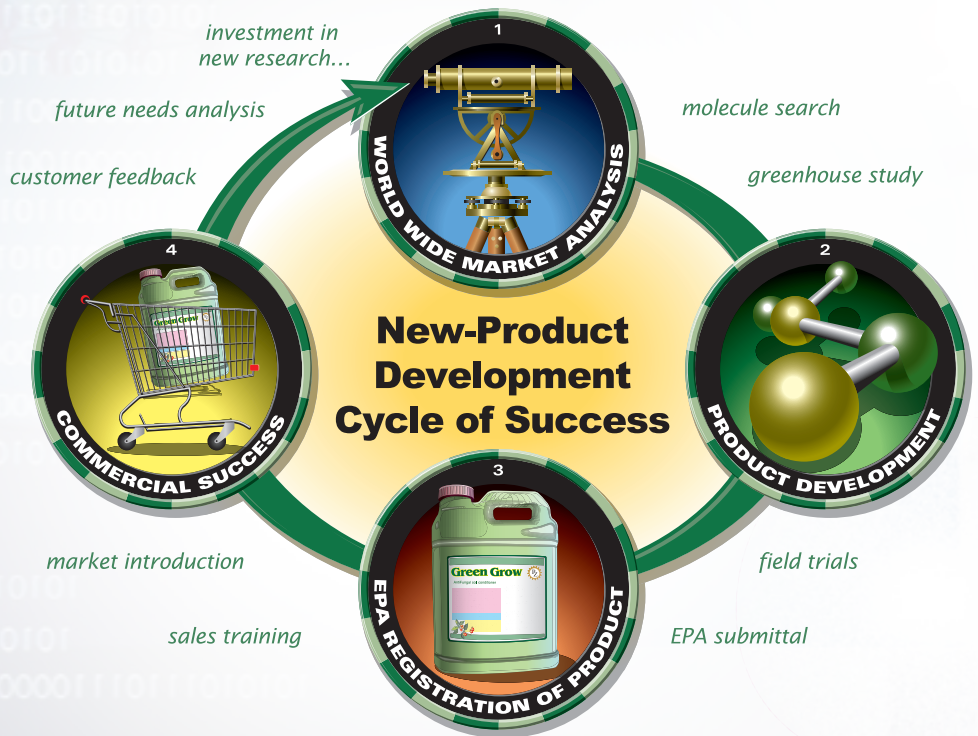 investment in
new research...
future needs analysis
customer feedback
1
WORLD WIDE MARKET ANALYSIS
molecule search
greenhouse study
2
PRODUCT DEVELOPMENT
4
Green Grow
COMMERCIAL SUCCESS
New-Product
Development
Cycle of Success
3
Green Grow
EPA REGISTRATION OF PRODUCT
market introduction
sales training
field trials
EPA submittal